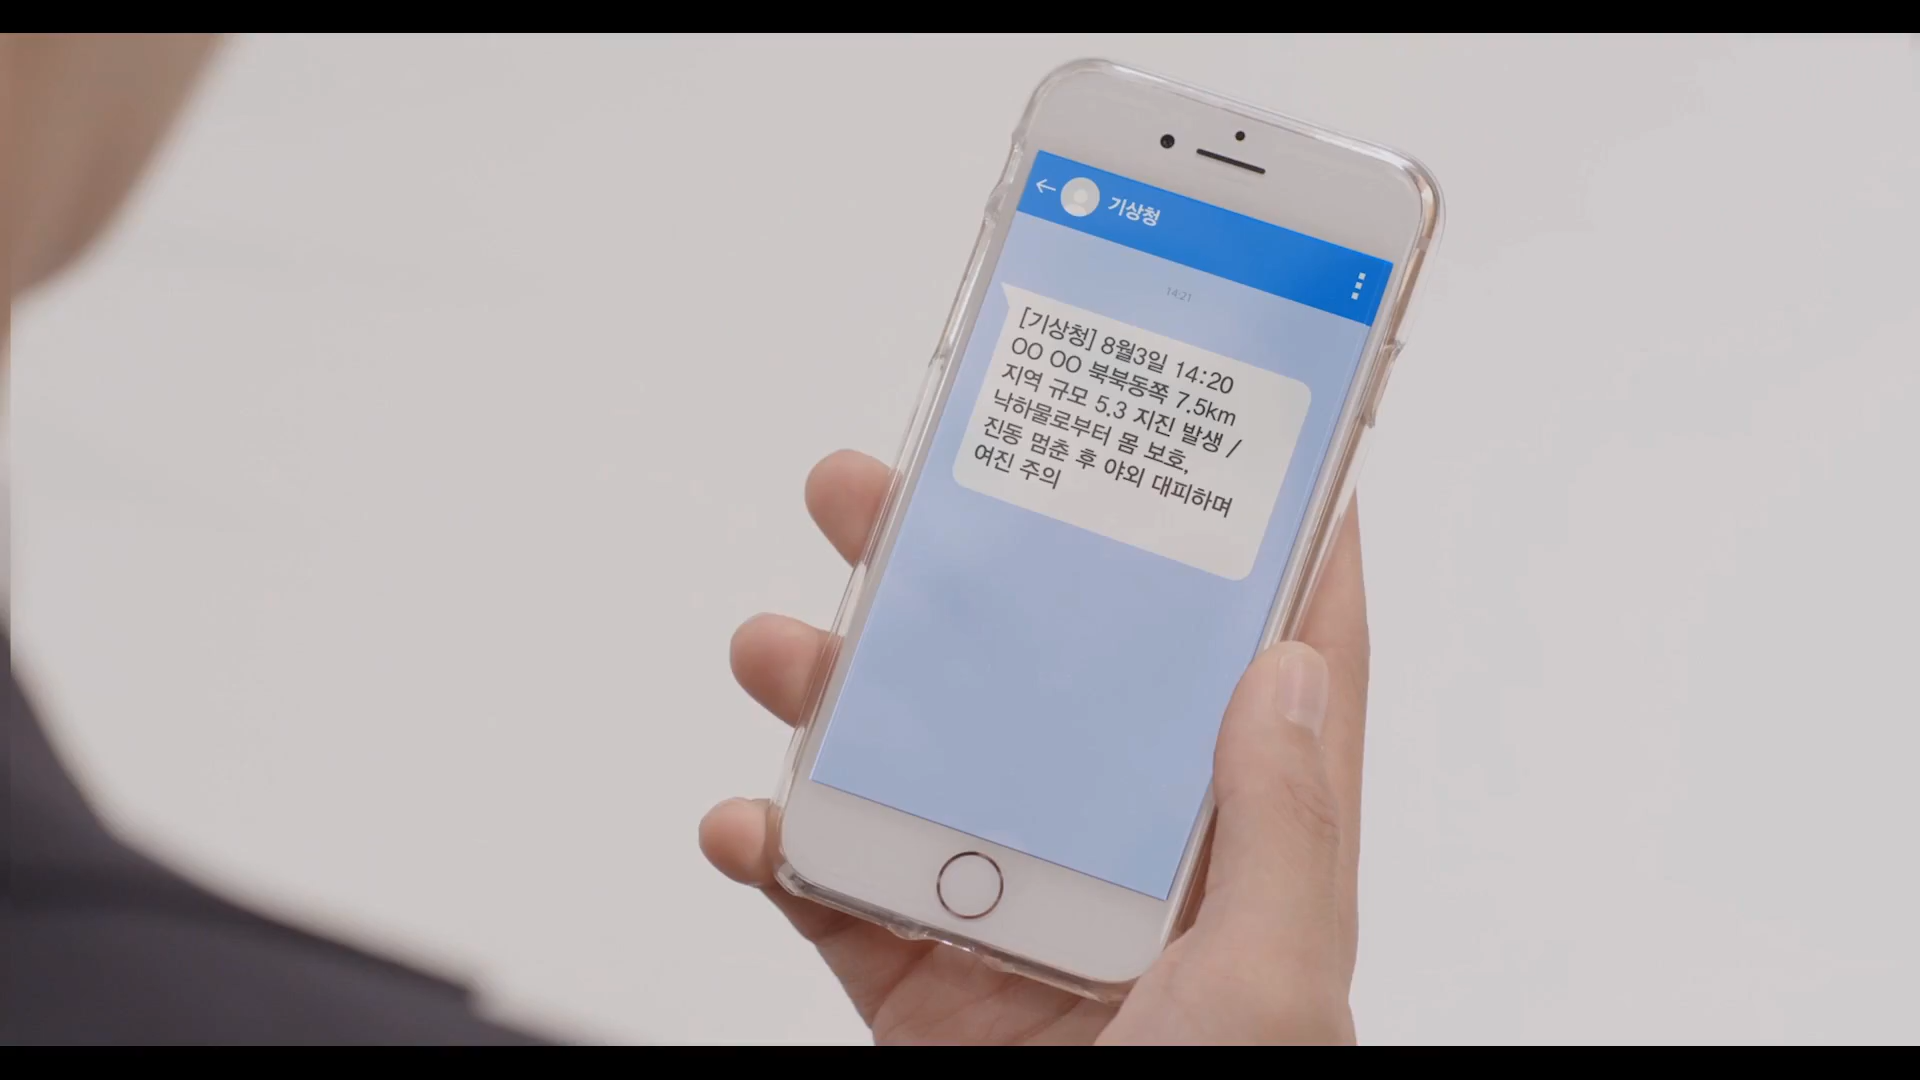 기상청
14:21
[기상청] 8월3일 14:20
OO OO 북북동쪽 7.5km
지역 규모 5.3 지진 발생 /
낙하물로부터 몸 보호,
진동 멈춘 후 야외 대피하며
여진 주의